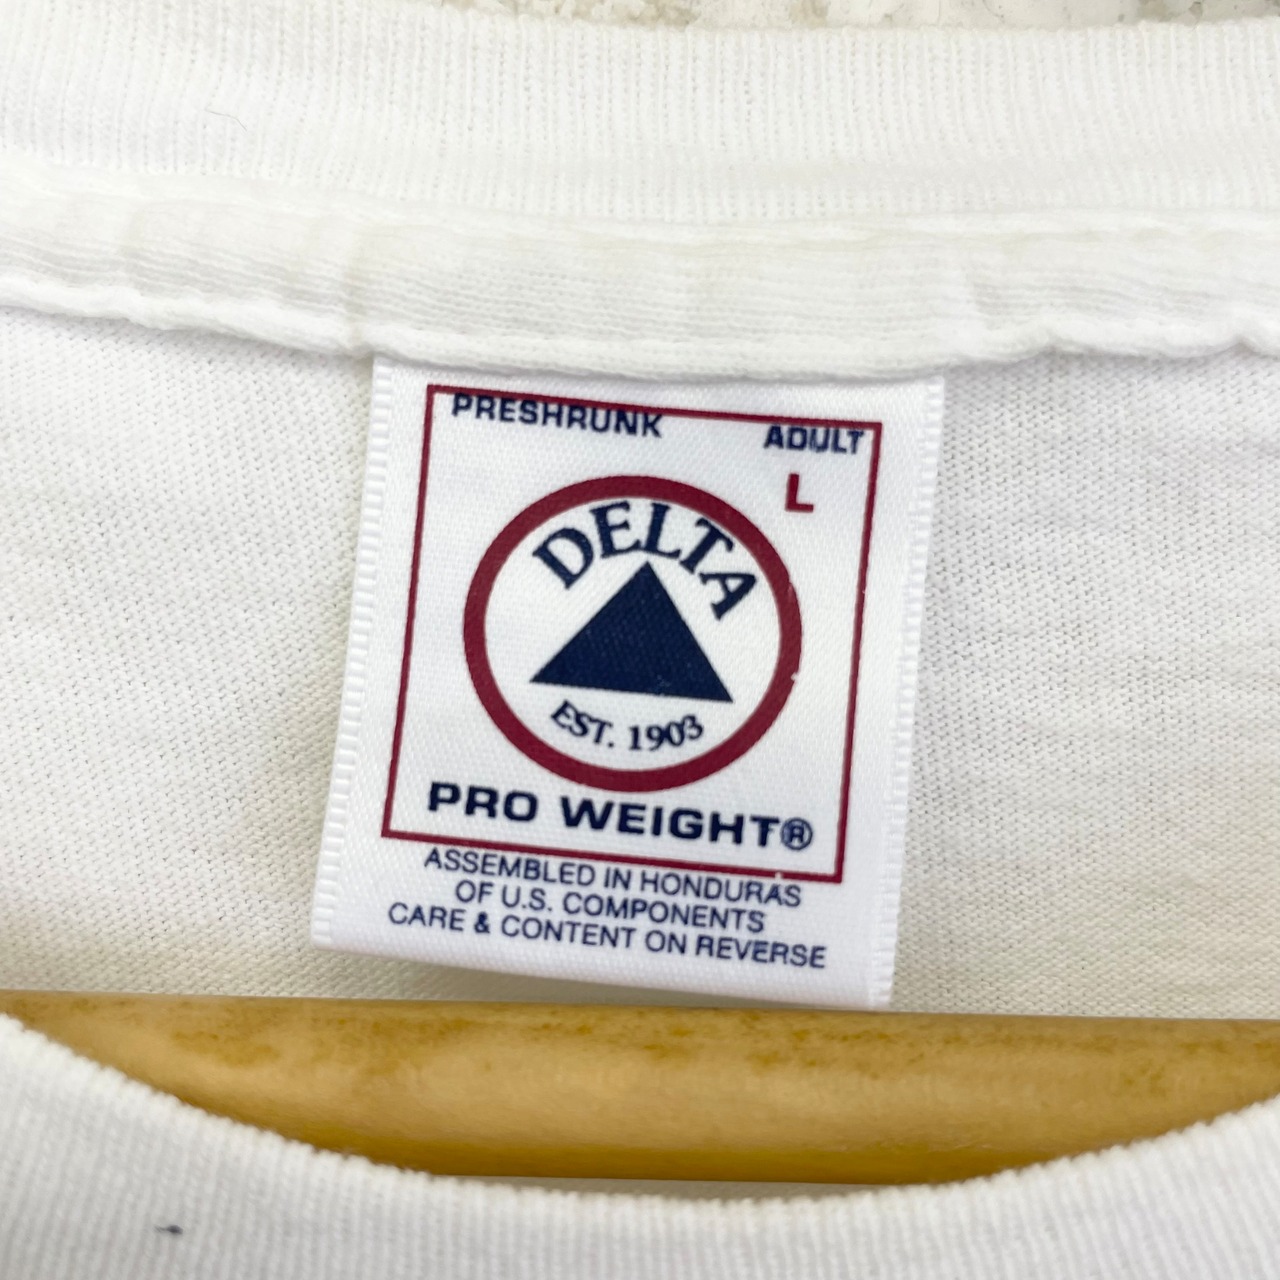 PRESHRUNK
ADULT
L
DELTA
EST. 1903
PRO WEIGHT®
ASSEMBLED IN HONDURAS
OF U.S. COMPONENTS
CARE & CONTENT ON REVERSE